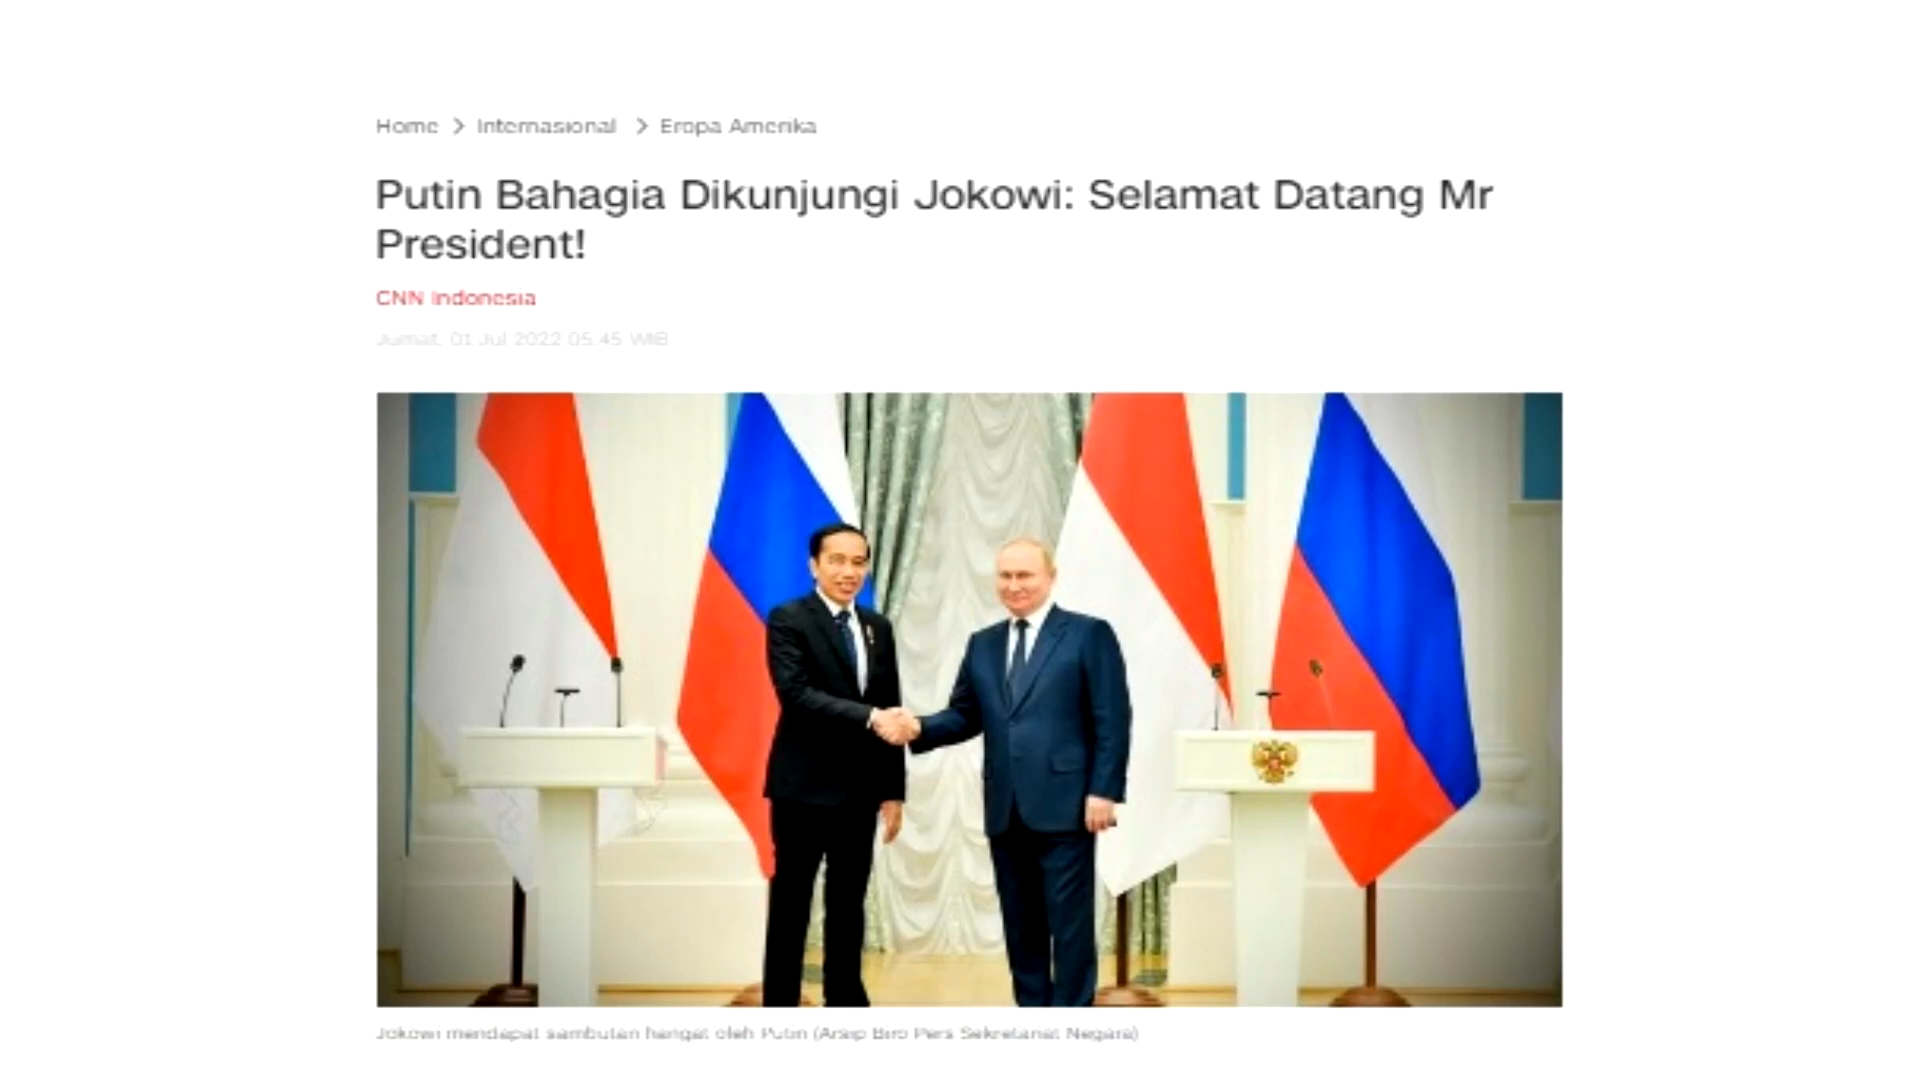 Home > Internasional > Eropa Amerika
Putin Bahagia Dikunjungi Jokowi: Selamat Datang Mr
President!
CNN Indonesia
Jumat, 01 Jul 2022 05:45 WIB
Jokowi mendapat sambutan hangat oleh Putin (Arsip Biro Pers Sekretariat Negara)